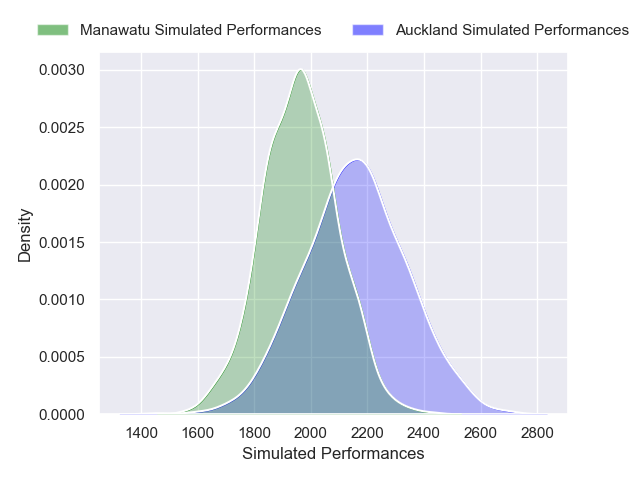 Manawatu Simulated Performances Auckland Simulated Performances
0.0030
0.0025
0.0020
0.0015
0.0010
0.0005
0.0000
Density
1400 1600 1800 2000 2200 2400 2600 2800
Simulated Performances